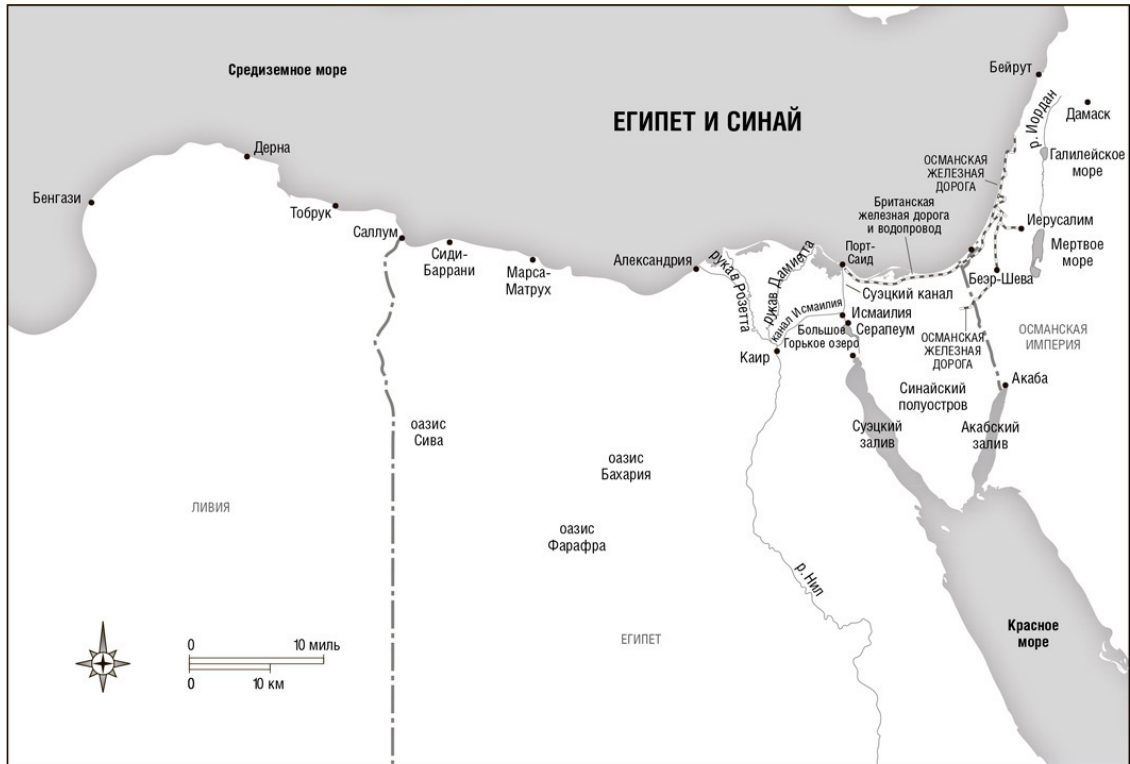 Средиземное море
ЕГИПЕТ И СИНАЙ
Бейрут
р. Иордан
Дамаск
Галилейское
море
ОСМАНСКАЯ
ЖЕЛЕЗНАЯ
ДОРОГА
Дерна
Бенгази
Тобрук
Саллум
Сиди-
Баррани
Марса-
Матрух
Александрия
рукав Розетта
рукав Дамиетта
Порт-
Саид
Британская
железная дорога
и водопровод
Иерусалим
Мертвое
море
Беэр-Шева
Суэцкий канал
канал Исмаилия
Исмаилия
Серапеум
Большое
Горькое озеро
Каир
ОСМАНСКАЯ
ЖЕЛЕЗНАЯ
ДОРОГА
ОСМАНСКАЯ
ИМПЕРИЯ
Акаба
Синайский
полуостров
Суэцкий
залив
Акабский
залив
оазис
Сива
оазис
Бахария
оазис
Фарафра
ЛИВИЯ
р. Нил
ЕГИПЕТ
Красное
море
0 10 миль
0 10 км